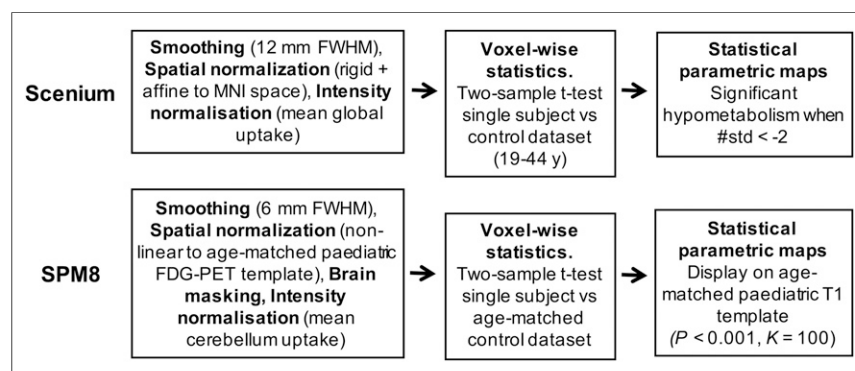 Scenium
Smoothing (12 mm FWHM),
Spatial normalization (rigid +
affine to MNI space), Intensity
normalisation (mean global
uptake)
Voxel-wise
statistics.
Two-sample t-test
single subject vs
control dataset
(19-44 y)
Statistical
parametric maps
Significant
hypometabolism when
#std < -2
SPM8
Smoothing (6 mm FWHM),
Spatial normalization (non-
linear to age-matched paediatric
FDG-PET template), Brain
masking, Intensity
normalisation (mean
cerebellum uptake)
Voxel-wise
statistics.
Two-sample t-test
single subject vs
age-matched
control dataset
Statistical
parametric maps
Display on age-
matched paediatric T1
template
(P < 0.001, K = 100)